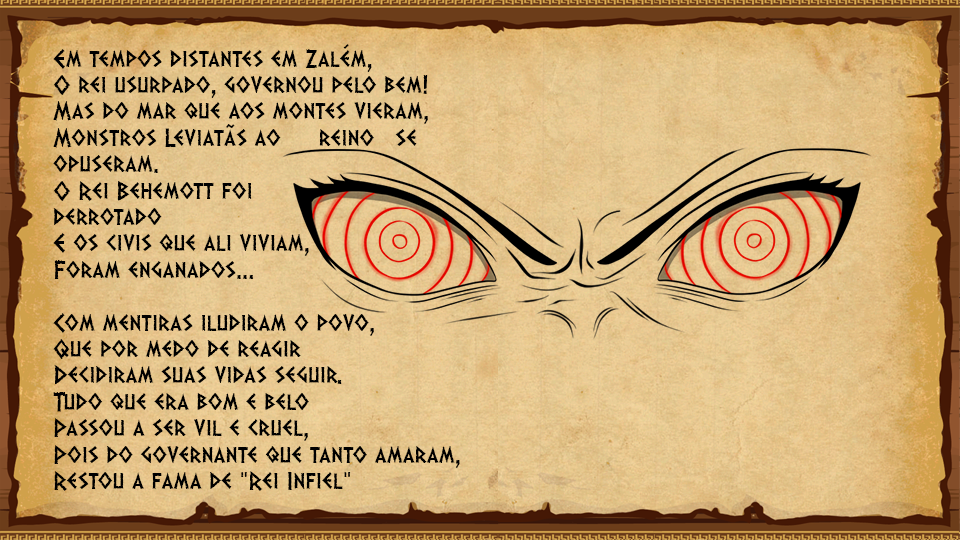 Em tempos distantes em Zalém,
O rei usurpado, governou pelo bem!
Mas do mar que aos montes vieram,
Monstros Leviatãs ao reino se
opuseram.
O Rei Behemott foi
derrotado
e os civis que ali viviam,
Foram enganados...
Com mentiras iludiram o povo,
Que por medo de reagir
Decidiram suas vidas seguir.
Tudo que era bom e belo
Passou a ser vil e cruel,
Pois do governante que tanto amaram,
Restou a fama de "Rei Infiel"